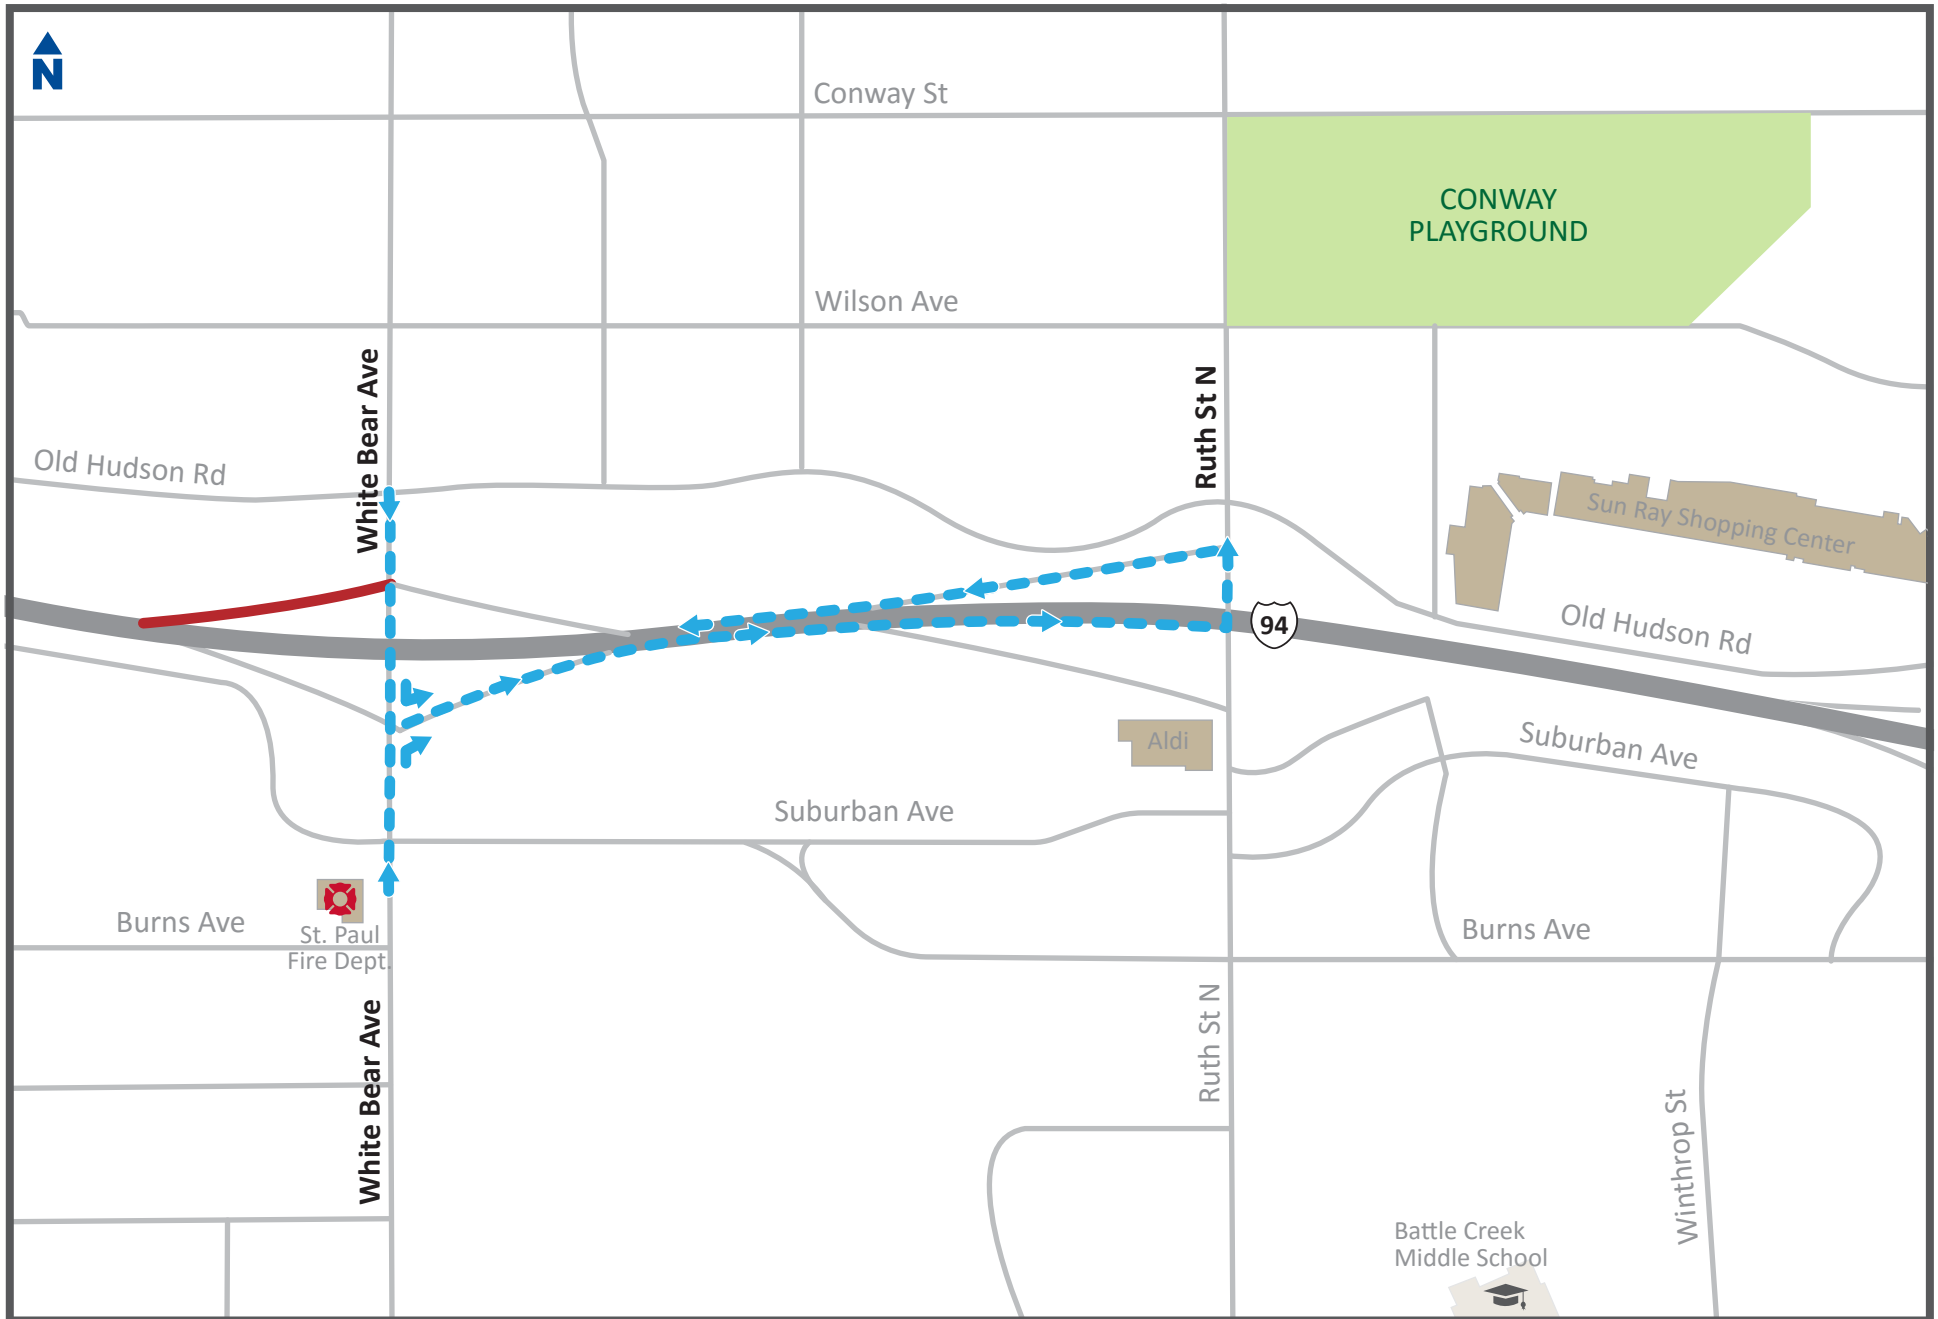 N
Conway St
CONWAY
PLAYGROUND
Wilson Ave
White Bear Ave
Ruth St N
Old Hudson Rd
Sun Ray Shopping Center
94
Old Hudson Rd
Aldi
Suburban Ave
Suburban Ave
Burns Ave
St. Paul
Fire Dept.
Burns Ave
White Bear Ave
Ruth St N
Winthrop St
Battle Creek
Middle School